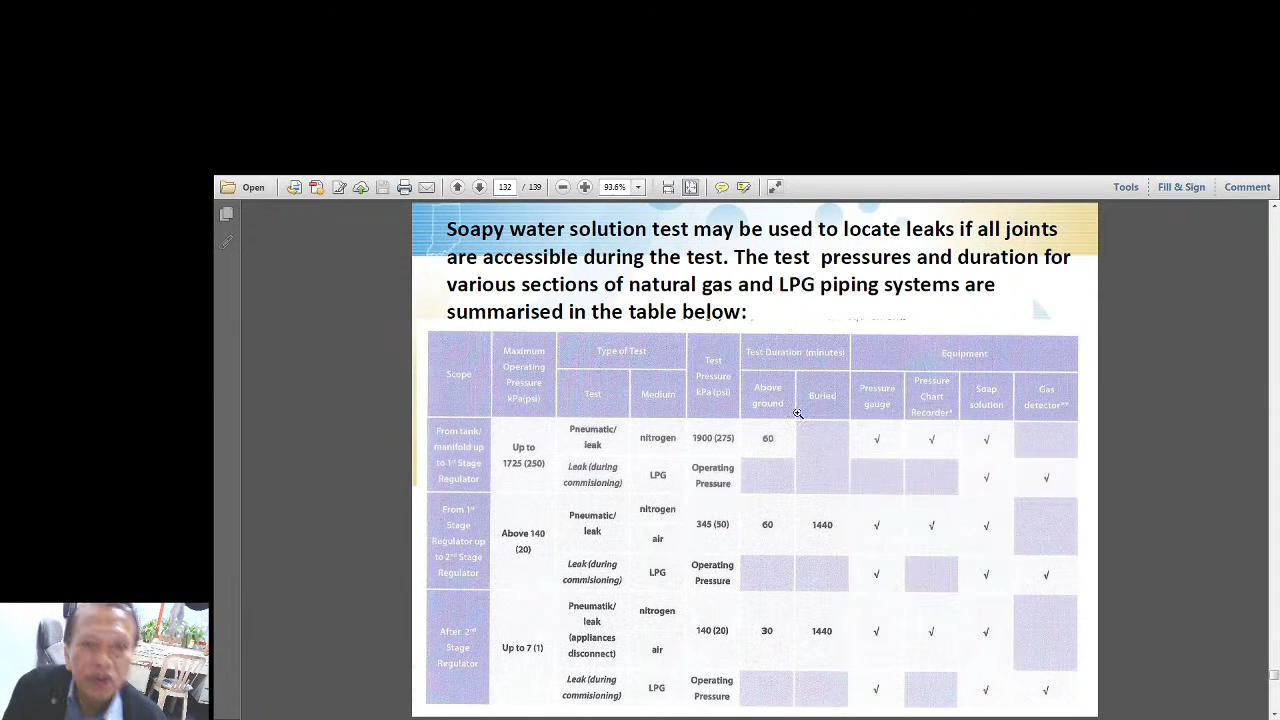 Open
132
/ 139
93.6%
Tools
Fill & Sign
Comment
Soapy water solution test may be used to locate leaks if all joints
are accessible during the test. The test pressures and duration for
various sections of natural gas and LPG piping systems are
summarised in the table below:
Scope
Maximum
Operating
Pressure
kPa(psi)
Type of Test
Test
Medium
Test
Pressure
kPa (psi)
Test Duration (minutes)
Above
ground
Buried
Equipment
Pressure
gauge
Pressure
Chart
Recorder*
Soap
solution
Gas
detector**
From tank/
manifold up
to 1st Stage
Regulator
Up to
1725 (250)
Pneumatic/
leak
nitrogen
1900 (275)
60
√ √ √
Leak (during
commisioning)
LPG
Operating
Pressure
√ √
From 1st
Stage
Regulator up
to 2nd Stage
Regulator
Above 140
(20)
Pneumatic/
leak
nitrogen
air
345 (50)
60
1440
√ √ √
Leak (during
commisioning)
LPG
Operating
Pressure
√ √ √
After 2nd
Stage
Regulator
Up to 7 (1)
Pneumatik/
leak
(appliances
disconnect)
nitrogen
air
140 (20)
30
1440
√ √ √
Leak (during
commisioning)
LPG
Operating
Pressure
√ √ √